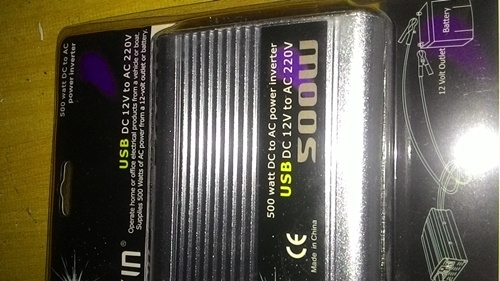 500 watt DC to AC
power inverter
USB DC 12V to AC 220V
Operate home or office electrical products from a vehicle or boat.
Supplies 500 Watts of AC power from a 12-volt outlet or battery.
IN®
500 watt DC to AC power inverter
USB DC 12V to AC 220V
500W
CE
Made in China
12 Volt Outlet
Battery